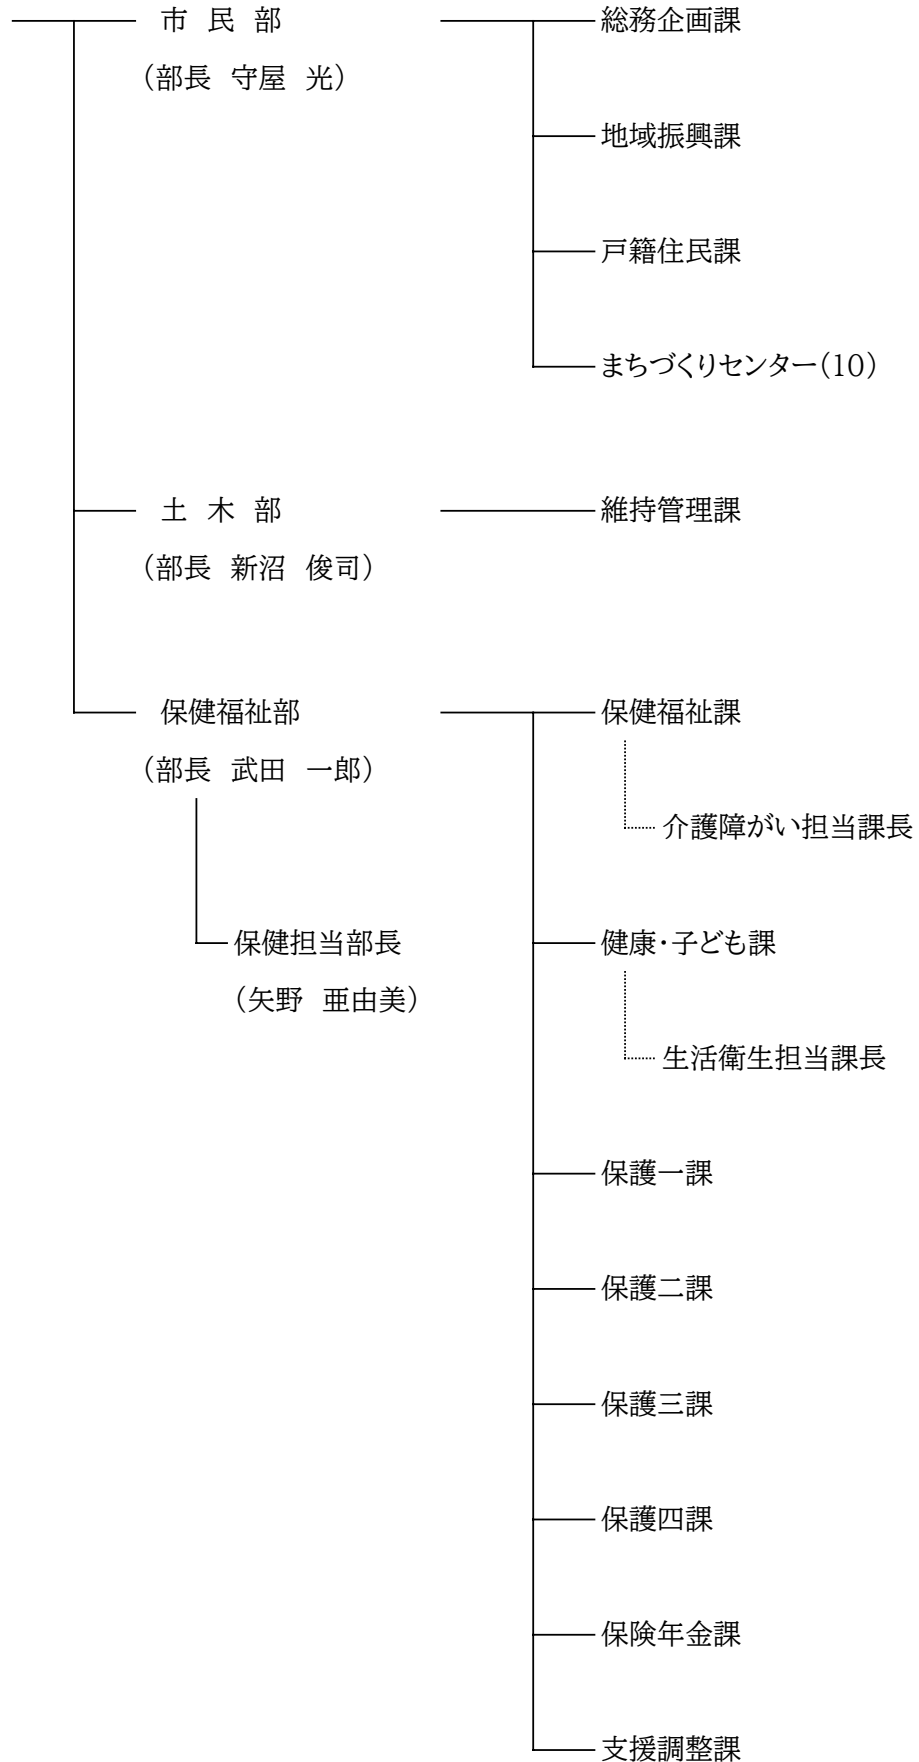 市 民 部
総務企画課
（部長 守屋 光）
地域振興課
戸籍住民課
まちづくりセンター（10）
土 木 部
維持管理課
（部長 新沼 俊司）
保健福祉部
保健福祉課
（部長 武田 一郎）
介護障がい担当課長
保健担当部長
健康・子ども課
（矢野 亜由美）
生活衛生担当課長
保護一課
保護二課
保護三課
保護四課
保険年金課
支援調整課